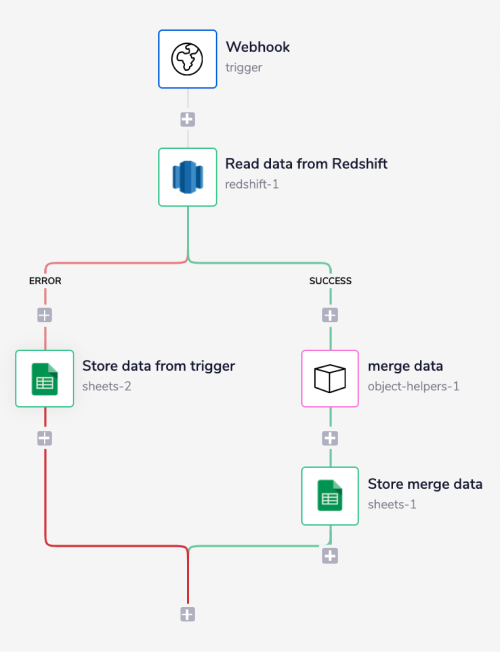 Webhook
trigger
Read data from Redshift
redshift-1
ERROR
SUCCESS
Store data from trigger
sheets-2
merge data
object-helpers-1
Store merge data
sheets-1